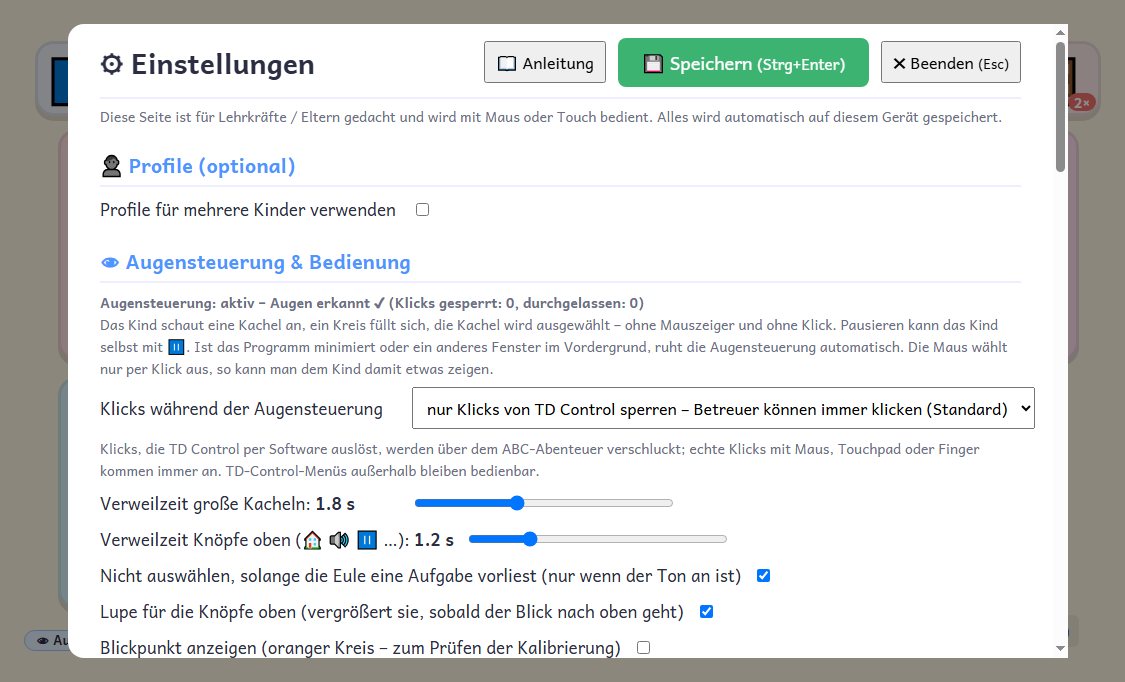 ⚙ Einstellungen
📖 Anleitung
💾 Speichern (Strg+Enter)
✕ Beenden (Esc)
2×
Diese Seite ist für Lehrkräfte / Eltern gedacht und wird mit Maus oder Touch bedient. Alles wird automatisch auf diesem Gerät gespeichert.
👤 Profile (optional)
Profile für mehrere Kinder verwenden
👁 Augensteuerung & Bedienung
Augensteuerung: aktiv – Augen erkannt ✓ (Klicks gesperrt: 0, durchgelassen: 0)
Das Kind schaut eine Kachel an, ein Kreis füllt sich, die Kachel wird ausgewählt – ohne Mauszeiger und ohne Klick. Pausieren kann das Kind
selbst mit ⏸. Ist das Programm minimiert oder ein anderes Fenster im Vordergrund, ruht die Augensteuerung automatisch. Die Maus wählt
nur per Klick aus, so kann man dem Kind damit etwas zeigen.
Klicks während der Augensteuerung
nur Klicks von TD Control sperren – Betreuer können immer klicken (Standard)
Klicks, die TD Control per Software auslöst, werden über dem ABC-Abenteuer verschluckt; echte Klicks mit Maus, Touchpad oder Finger
kommen immer an. TD-Control-Menüs außerhalb bleiben bedienbar.
Verweilzeit große Kacheln: 1.8 s
Verweilzeit Knöpfe oben (🏠 🔊 ⏸ ...): 1.2 s
Nicht auswählen, solange die Eule eine Aufgabe vorliest (nur wenn der Ton an ist)
Lupe für die Knöpfe oben (vergrößert sie, sobald der Blick nach oben geht)
👁 Au
Blickpunkt anzeigen (oranger Kreis – zum Prüfen der Kalibrierung)